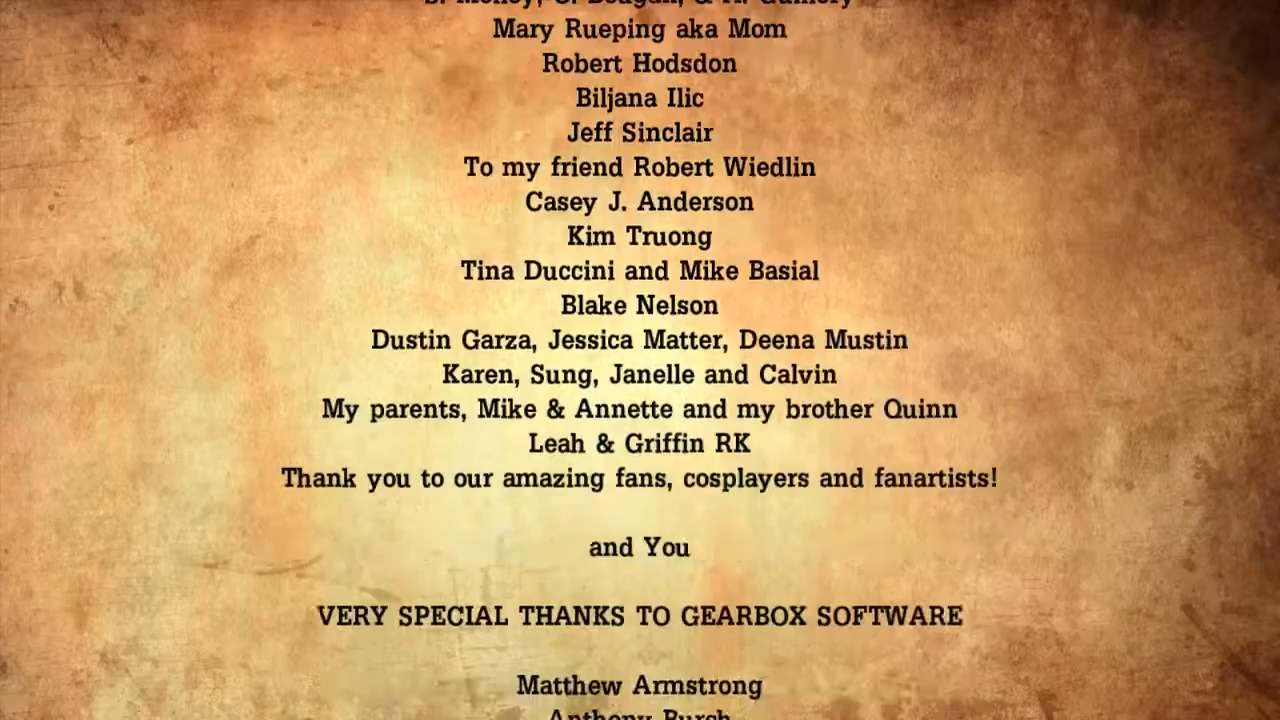 Mary Rueping aka Mom
Robert Hodsdon
Biljana Ilic
Jeff Sinclair
To my friend Robert Wiedlin
Casey J. Anderson
Kim Truong
Tina Duccini and Mike Basial
Blake Nelson
Dustin Garza, Jessica Matter, Deena Mustin
Karen, Sung, Janelle and Calvin
My parents, Mike & Annette and my brother Quinn
Leah & Griffin RK
Thank you to our amazing fans, cosplayers and fanartists!
and You
VERY SPECIAL THANKS TO GEARBOX SOFTWARE
Matthew Armstrong
Anthony Burch